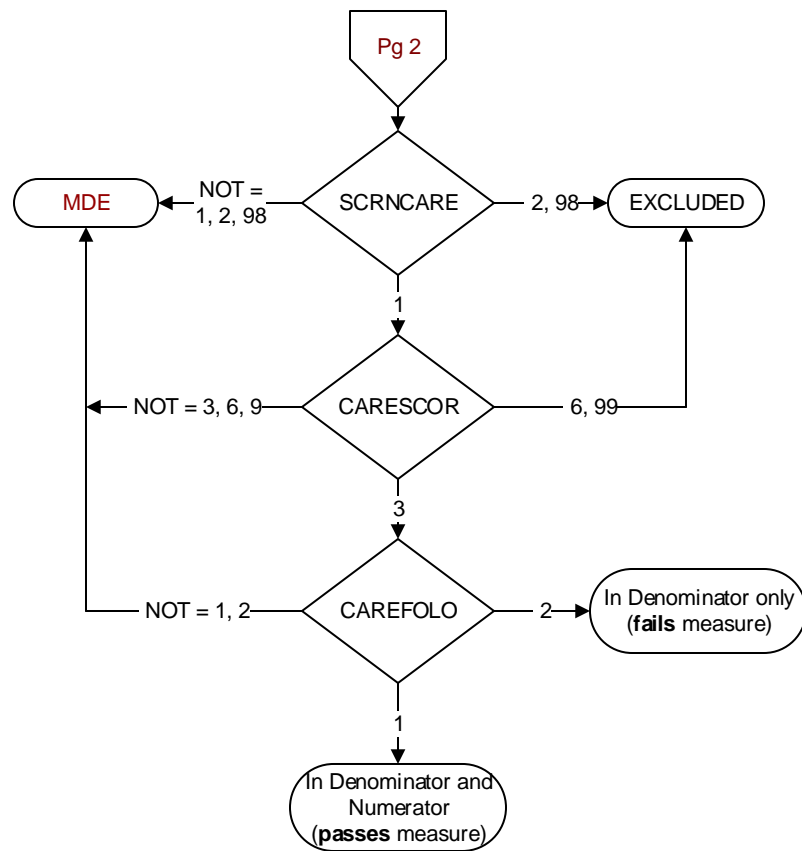 Pg 2
MDE
NOT =
1, 2, 98
SCRNCARE
2, 98
EXCLUDED
1
NOT = 3, 6, 9
CARESCOR
6, 99
3
NOT = 1, 2
CAREFOLO
2
In Denominator only
(fails measure)
1
In Denominator and
Numerator
(passes measure)